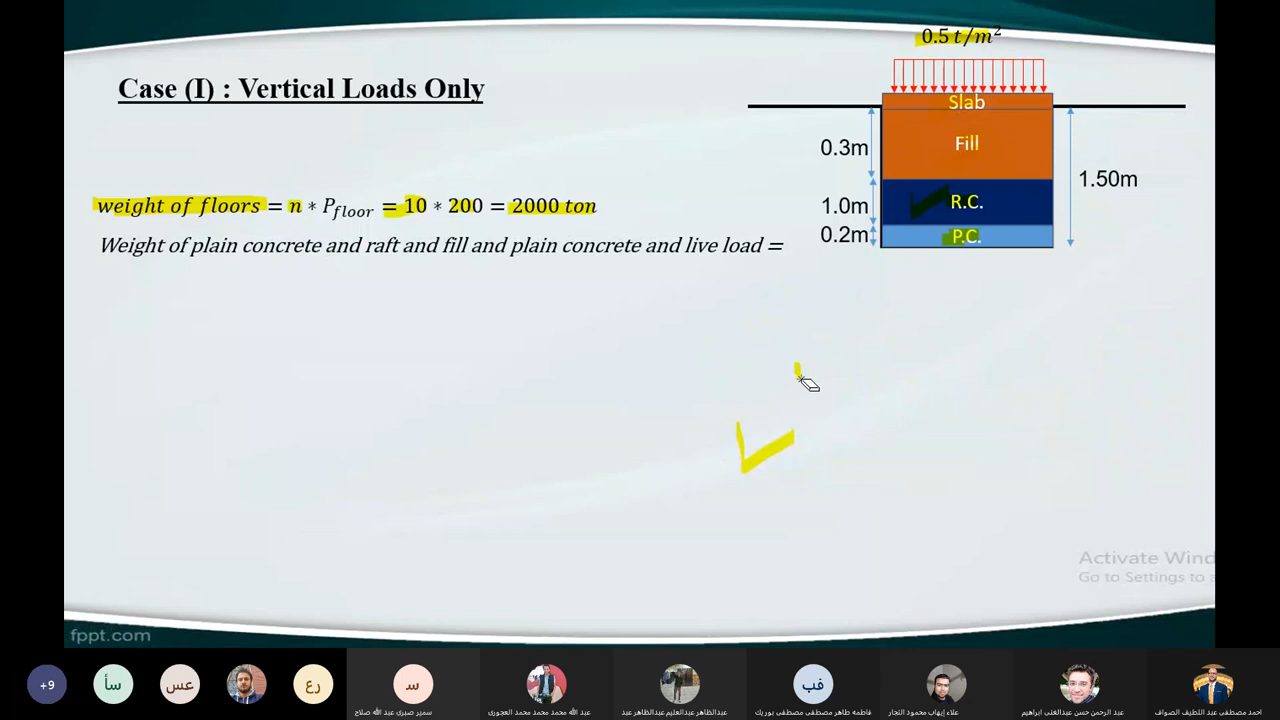 0.5 t/m²
Case (I) : Vertical Loads Only
Slab
0.3m
Fill
1.50m
weight of floors = n * P_floor = 10 * 200 = 2000 ton
1.0m
R.C.
0.2m
P.C.
Weight of plain concrete and raft and fill and plain concrete and live load =
Activate Wind
Go to Settings to a
fppt.com
+9
سأ
عس
رع
س
فب
سمير صبرى عبد الله صلاح
عبد الله محمد محمد محمد العجورى
عبدالظاهر عبدالعليم عبدالظاهر عبد
فاطمه طاهر مصطفى مصطفى بوريك
علاء إيهاب محمود النجار
عبد الرحمن حسن عبدالغنى ابراهيم
احمد مصطفى عبد اللطيف الصواف